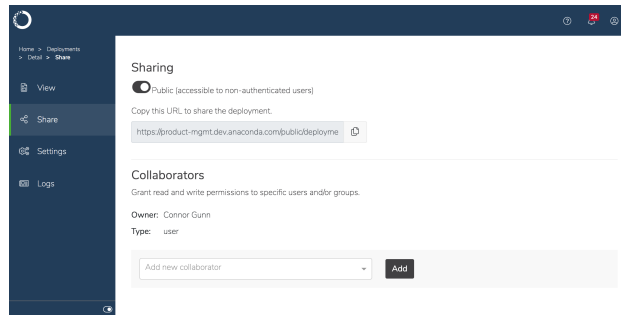 24
Home > Deployments
> Detail > Share
View
Share
Settings
Logs
Sharing
Public (accessible to non-authenticated users)
Copy this URL to share the deployment.
https://product-mgmt.dev.anaconda.com/public/deployme
Collaborators
Grant read and write permissions to specific users and/or groups.
Owner: Connor Gunn
Type: user
Add new collaborator
Add